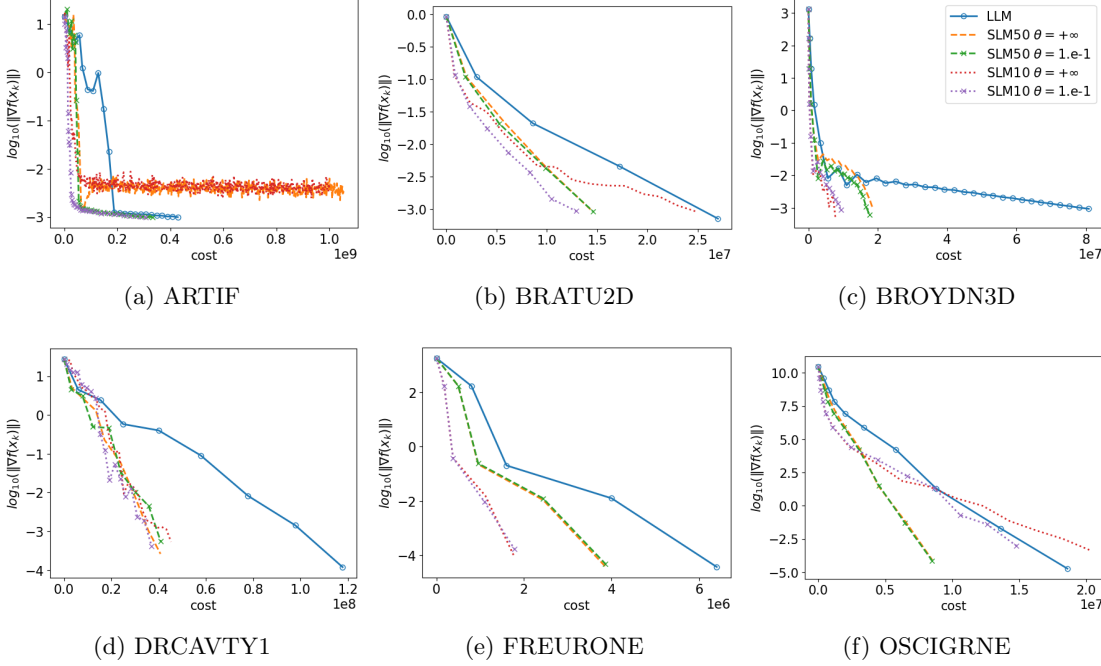 1
0
−1
−2
−3
log10(‖∇f(xk)‖)
0.0 0.2 0.4 0.6 0.8 1.0
cost
1e9
(a) ARTIF
0.0
−0.5
−1.0
−1.5
−2.0
−2.5
−3.0
log10(‖∇f(xk)‖)
0.0 0.5 1.0 1.5 2.0 2.5
cost
1e7
(b) BRATU2D
3
2
1
0
−1
−2
−3
log10(‖∇f(xk)‖)
LLM
SLM50 θ = +∞
SLM50 θ = 1.e-1
SLM10 θ = +∞
SLM10 θ = 1.e-1
0 2 4 6 8
cost
1e7
(c) BROYDN3D
1
0
−1
−2
−3
−4
log10(‖∇f(xk)‖)
0.0 0.2 0.4 0.6 0.8 1.0 1.2
cost
1e8
(d) DRCAVTY1
2
0
−2
−4
log10(‖∇f(xk)‖)
0 2 4 6
cost
1e6
(e) FREURONE
10.0
7.5
5.0
2.5
0.0
−2.5
−5.0
log10(‖∇f(xk)‖)
0.0 0.5 1.0 1.5 2.0
cost
1e7
(f) OSCIGRNE